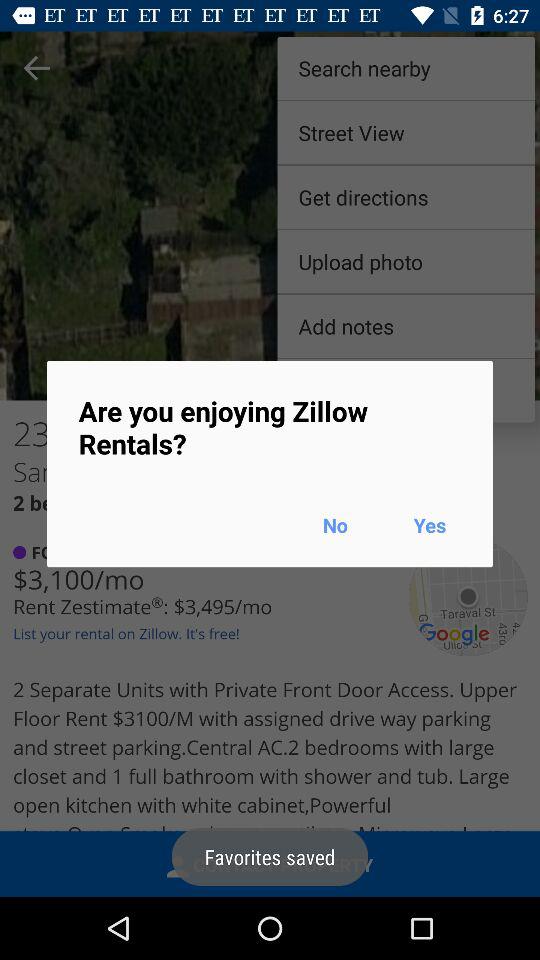 ET ET ET ET ET ET ET ET ET ET ET 6:27
Search nearby
Street View
Get directions
Upload photo
Add notes
Are you enjoying Zillow
Rentals?
No Yes
23
San
2 be
FO
$3,100/mo
Rent Zestimate®: $3,495/mo
List your rental on Zillow. It's free!
Taraval St
43rd
Google
2 Separate Units with Private Front Door Access. Upper
Floor Rent $3100/M with assigned drive way parking
and street parking.Central AC.2 bedrooms with large
closet and 1 full bathroom with shower and tub. Large
open kitchen with white cabinet,Powerful
Favorites saved